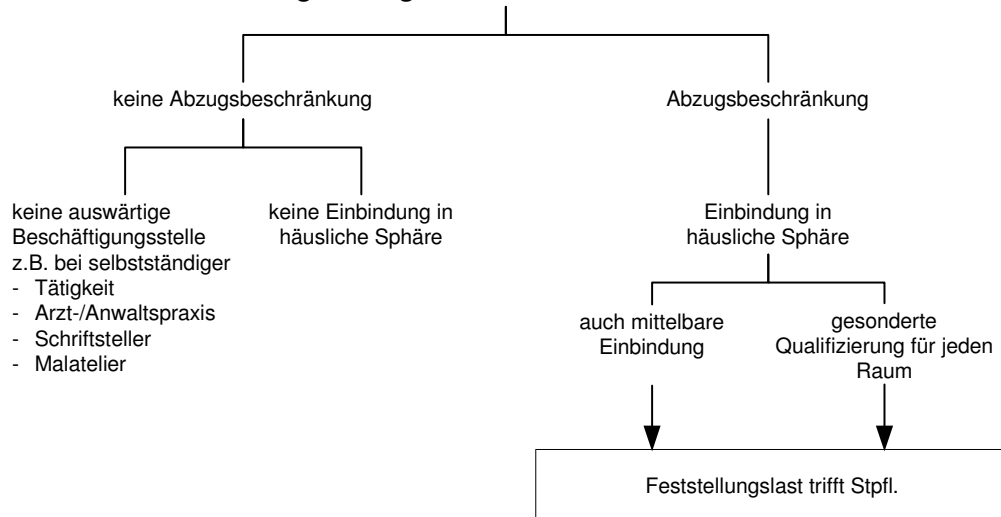 keine Abzugsbeschränkung
Abzugsbeschränkung
keine auswärtige
Beschäftigungsstelle
z.B. bei selbstständiger
- Tätigkeit
- Arzt-/Anwaltspraxis
- Schriftsteller
- Malatelier
keine Einbindung in
häusliche Sphäre
Einbindung in
häusliche Sphäre
auch mittelbare
Einbindung
gesonderte
Qualifizierung für jeden
Raum
Feststellungslast trifft Stpfl.